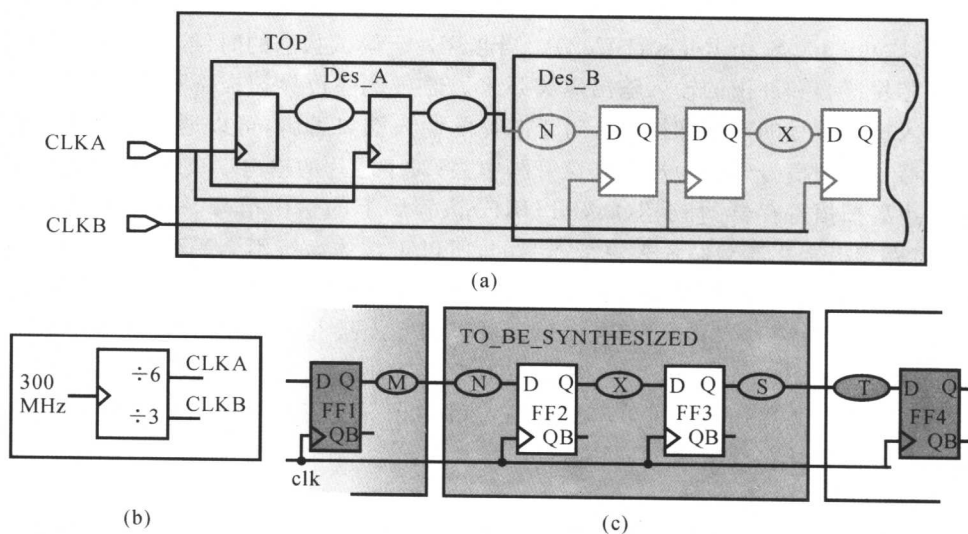 TOP
Des_A
Des_B
N
D Q
D Q
X
D
CLKA
CLKB
(a)
TO_BE_SYNTHESIZED
300
MHz
÷6
÷3
CLKA
CLKB
D Q
FF1
QB
M
N
D Q
FF2
QB
X
D Q
FF3
QB
S
T
D Q
FF4
QB
clk
(b)
(c)